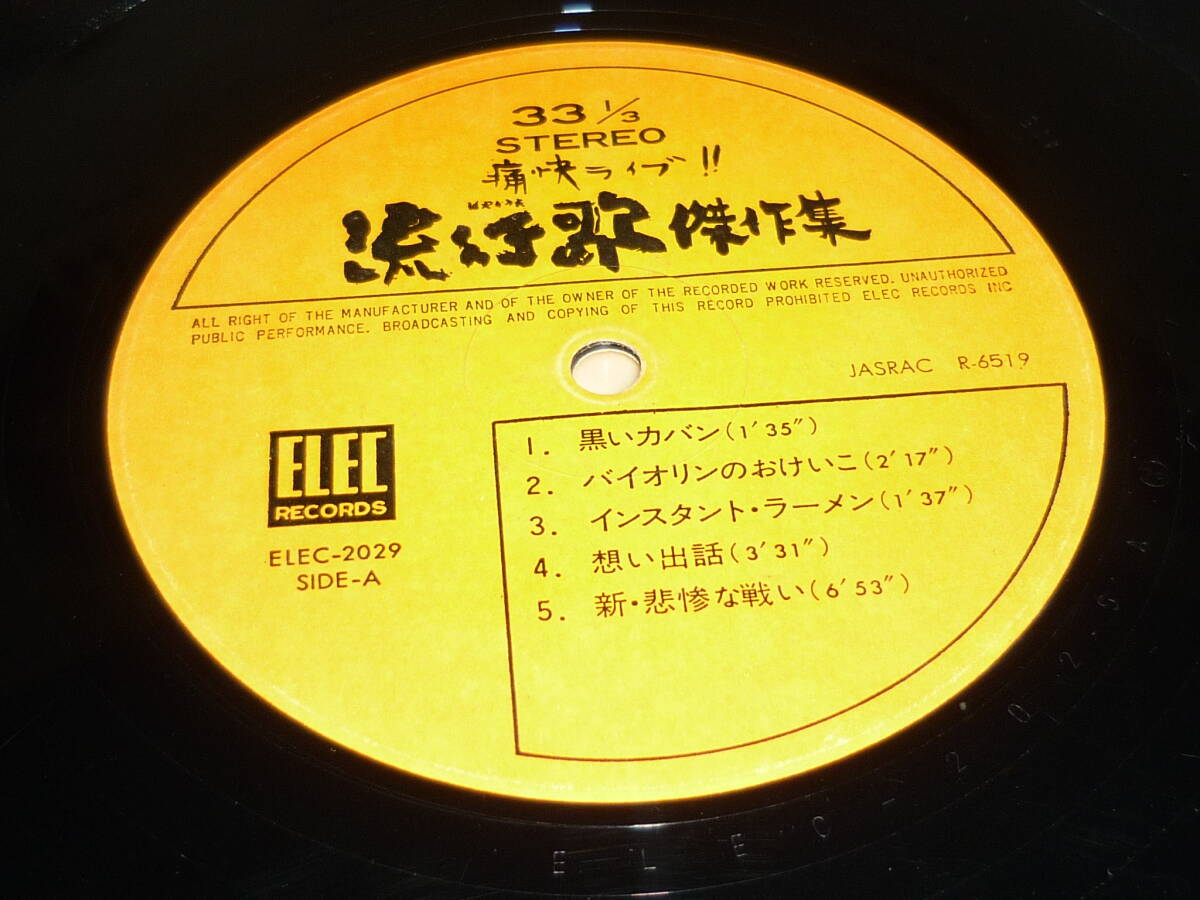 33 1/3
STEREO
痛快ライブ!!
はやりうた
流行歌傑作集
ALL RIGHT OF THE MANUFACTURER AND OF THE OWNER OF THE RECORDED WORK RESERVED. UNAUTHORIZED
PUBLIC PERFORMANCE. BROADCASTING AND COPYING OF THIS RECORD PROHIBITED ELEC RECORDS INC
JASRAC R-6519
ELEC
RECORDS
ELEC-2029
SIDE-A
1. 黒いカバン(1′35″)
2. バイオリンのおけいこ(2′17″)
3. インスタント・ラーメン(1′37″)
4. 想い出話(3′31″)
5. 新・悲惨な戦い(6′53″)